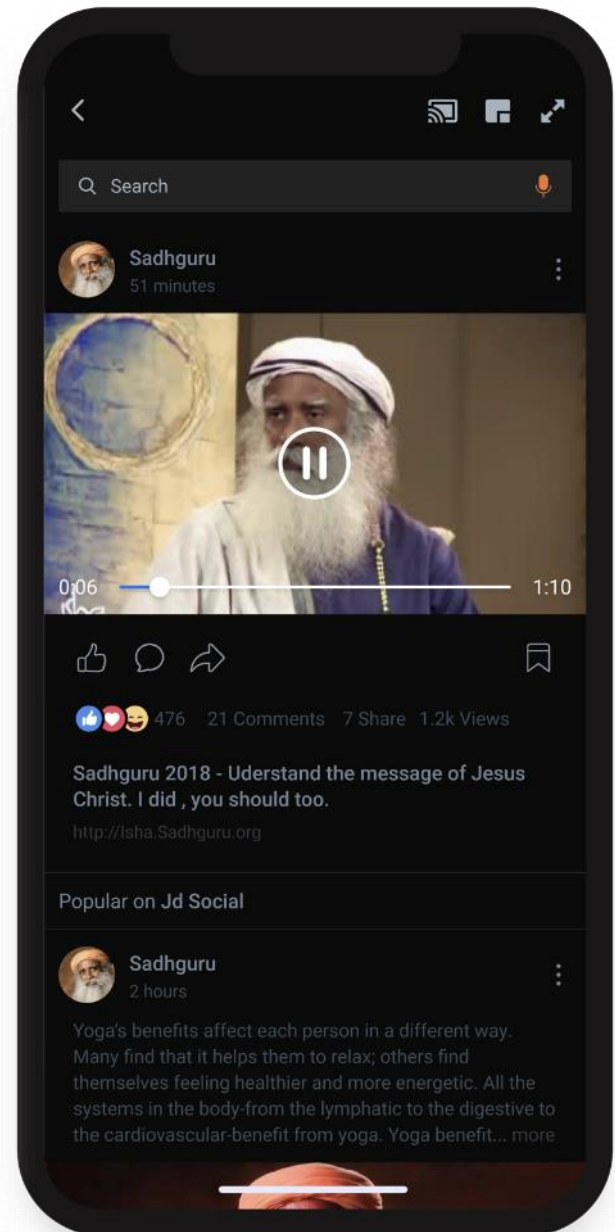 Search
Sadhguru
51 minutes
0:06
1:10
476 21 Comments 7 Share 1.2k Views
Sadhguru 2018 - Uderstand the message of Jesus
Christ. I did , you should too.
http://Isha.Sadhguru.org
Popular on Jd Social
Sadhguru
2 hours
Yoga's benefits affect each person in a different way.
Many find that it helps them to relax; others find
themselves feeling healthier and more energetic. All the
systems in the body-from the lymphatic to the digestive to
the cardiovascular-benefit from yoga. Yoga benefit... more